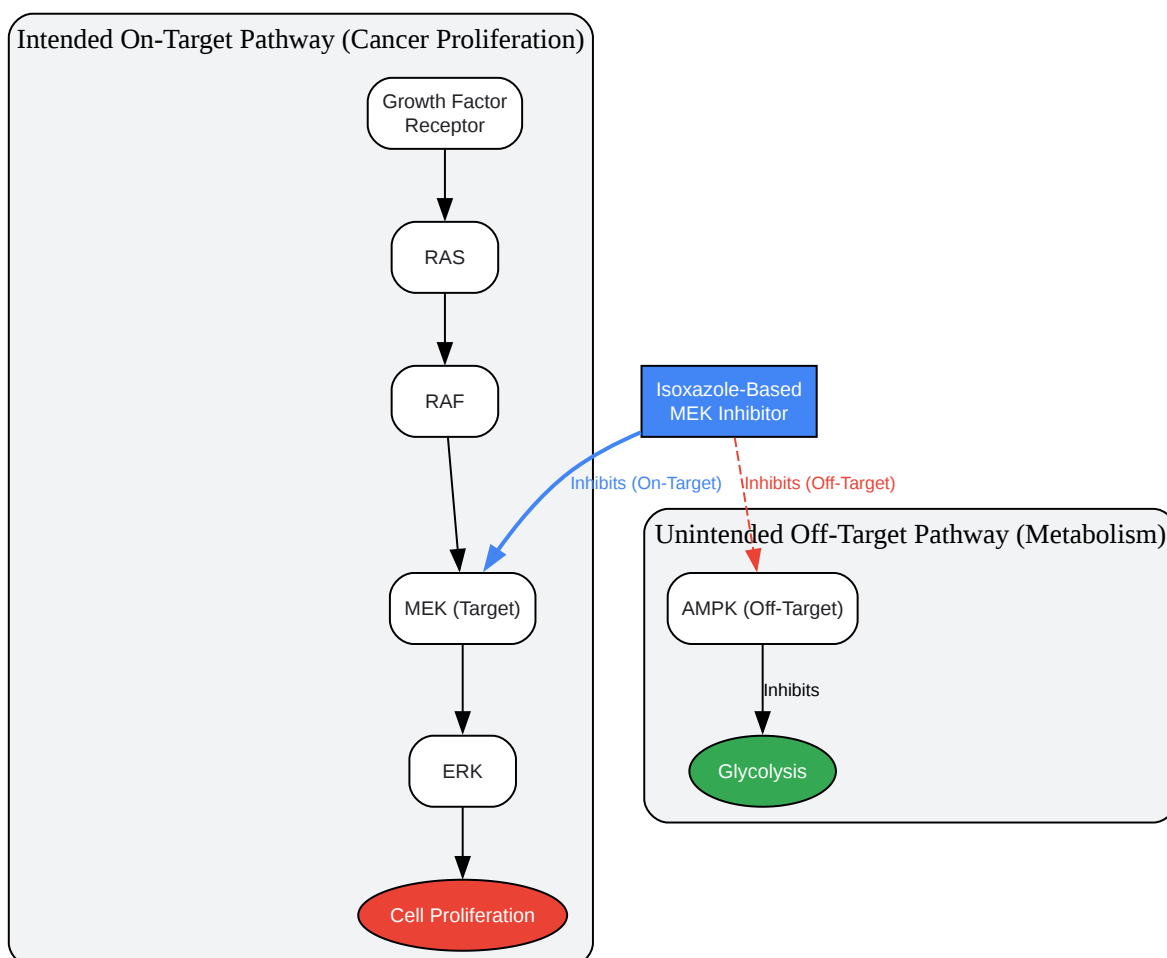 Intended On-Target Pathway (Cancer Proliferation)
Growth Factor
Receptor
RAS
RAF
Isoxazole-Based
MEK Inhibitor
Inhibits (On-Target)
Inhibits (Off-Target)
Unintended Off-Target Pathway (Metabolism)
MEK (Target)
AMPK (Off-Target)
Inhibits
ERK
Glycolysis
Cell Proliferation